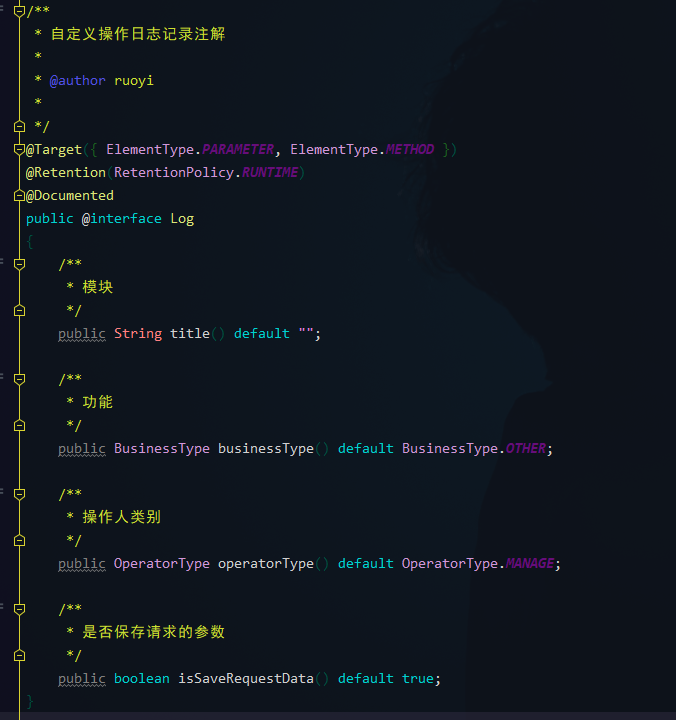 /**
 * 自定义操作日志记录注解
 *
 * @author ruoyi
 *
 */
@Target({ ElementType.PARAMETER, ElementType.METHOD })
@Retention(RetentionPolicy.RUNTIME)
@Documented
public @interface Log
{
    /**
     * 模块
     */
    public String title() default "";

    /**
     * 功能
     */
    public BusinessType businessType() default BusinessType.OTHER;

    /**
     * 操作人类别
     */
    public OperatorType operatorType() default OperatorType.MANAGE;

    /**
     * 是否保存请求的参数
     */
    public boolean isSaveRequestData() default true;
}